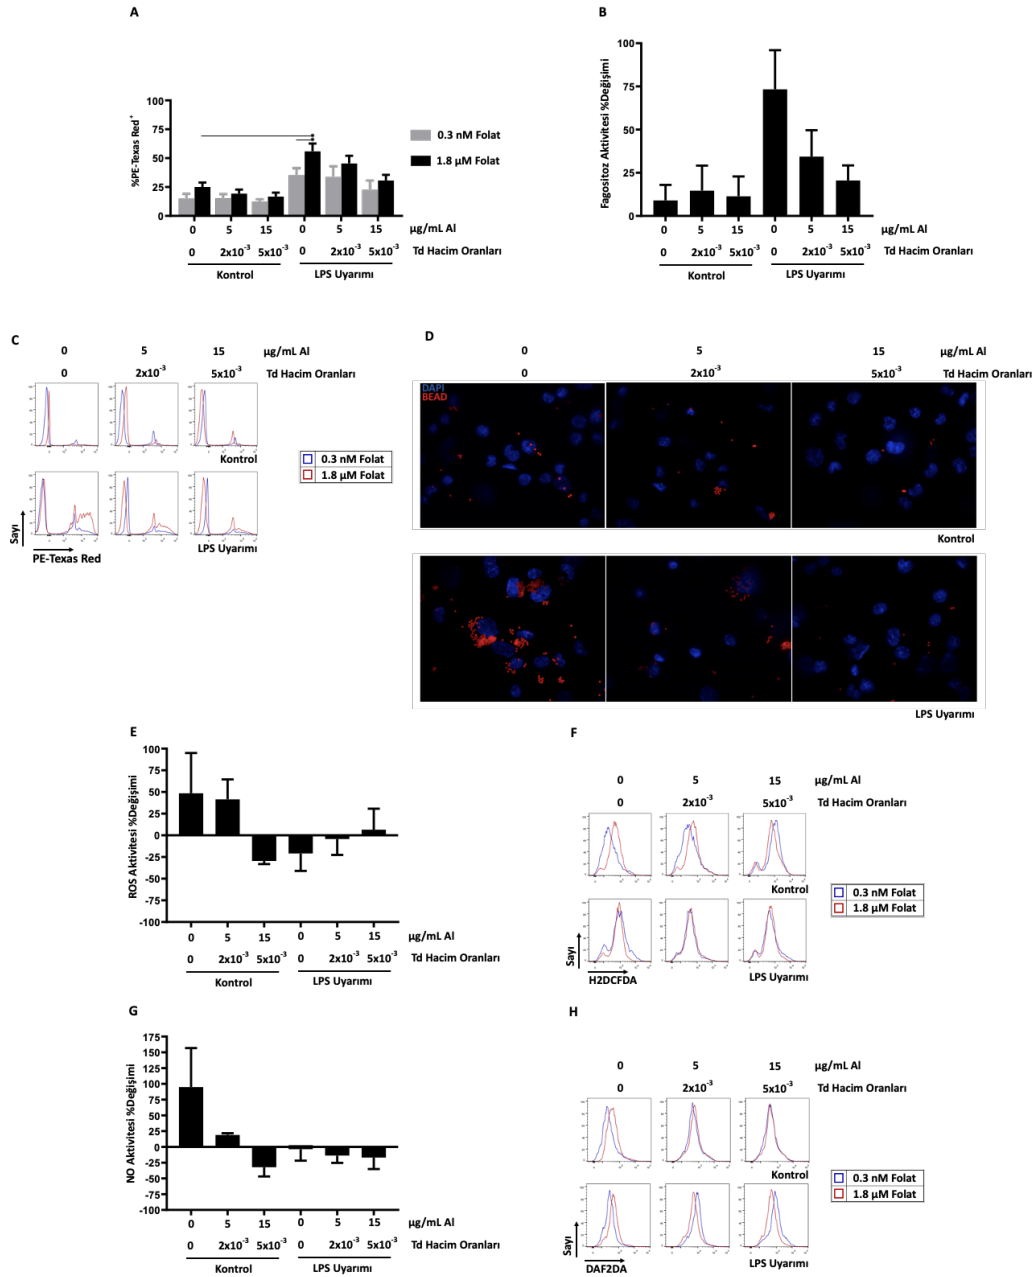 A
%PE-Texas Red+
100
75
50
25
0
0.3 nM Folat
1.8 µM Folat
0 5 15 0 5 15 µg/mL Al
0 2x10-3 5x10-3 0 2x10-3 5x10-3 Td Hacim Oranları
Kontrol LPS Uyarımı
B
Fagositoz Aktivitesi %Değişimi
100
75
50
25
0
0 5 15 0 5 15 µg/mL Al
0 2x10-3 5x10-3 0 2x10-3 5x10-3 Td Hacim Oranları
Kontrol LPS Uyarımı
C
0 5 15 µg/mL Al
0 2x10-3 5x10-3 Td Hacim Oranları
Kontrol
0.3 nM Folat
1.8 µM Folat
Sayı
LPS Uyarımı
PE-Texas Red
D
0 5 15 µg/mL Al
0 2x10-3 5x10-3 Td Hacim Oranları
DAPI
BEAD
Kontrol
LPS Uyarımı
E
ROS Aktivitesi %Değişimi
100
75
50
25
0
-25
-50
-75
-100
0 5 15 0 5 15 µg/mL Al
0 2x10-3 5x10-3 0 2x10-3 5x10-3 Td Hacim Oranları
Kontrol LPS Uyarımı
F
0 5 15 µg/mL Al
0 2x10-3 5x10-3 Td Hacim Oranları
Kontrol
0.3 nM Folat
1.8 µM Folat
Sayı
LPS Uyarımı
H2DCFDA
G
NO Aktivitesi %Değişimi
175
150
125
100
75
50
25
0
-25
-50
-75
-100
0 5 15 0 5 15 µg/mL Al
0 2x10-3 5x10-3 0 2x10-3 5x10-3 Td Hacim Oranları
Kontrol LPS Uyarımı
H
0 5 15 µg/mL Al
0 2x10-3 5x10-3 Td Hacim Oranları
Kontrol
0.3 nM Folat
1.8 µM Folat
Sayı
LPS Uyarımı
DAF2DA